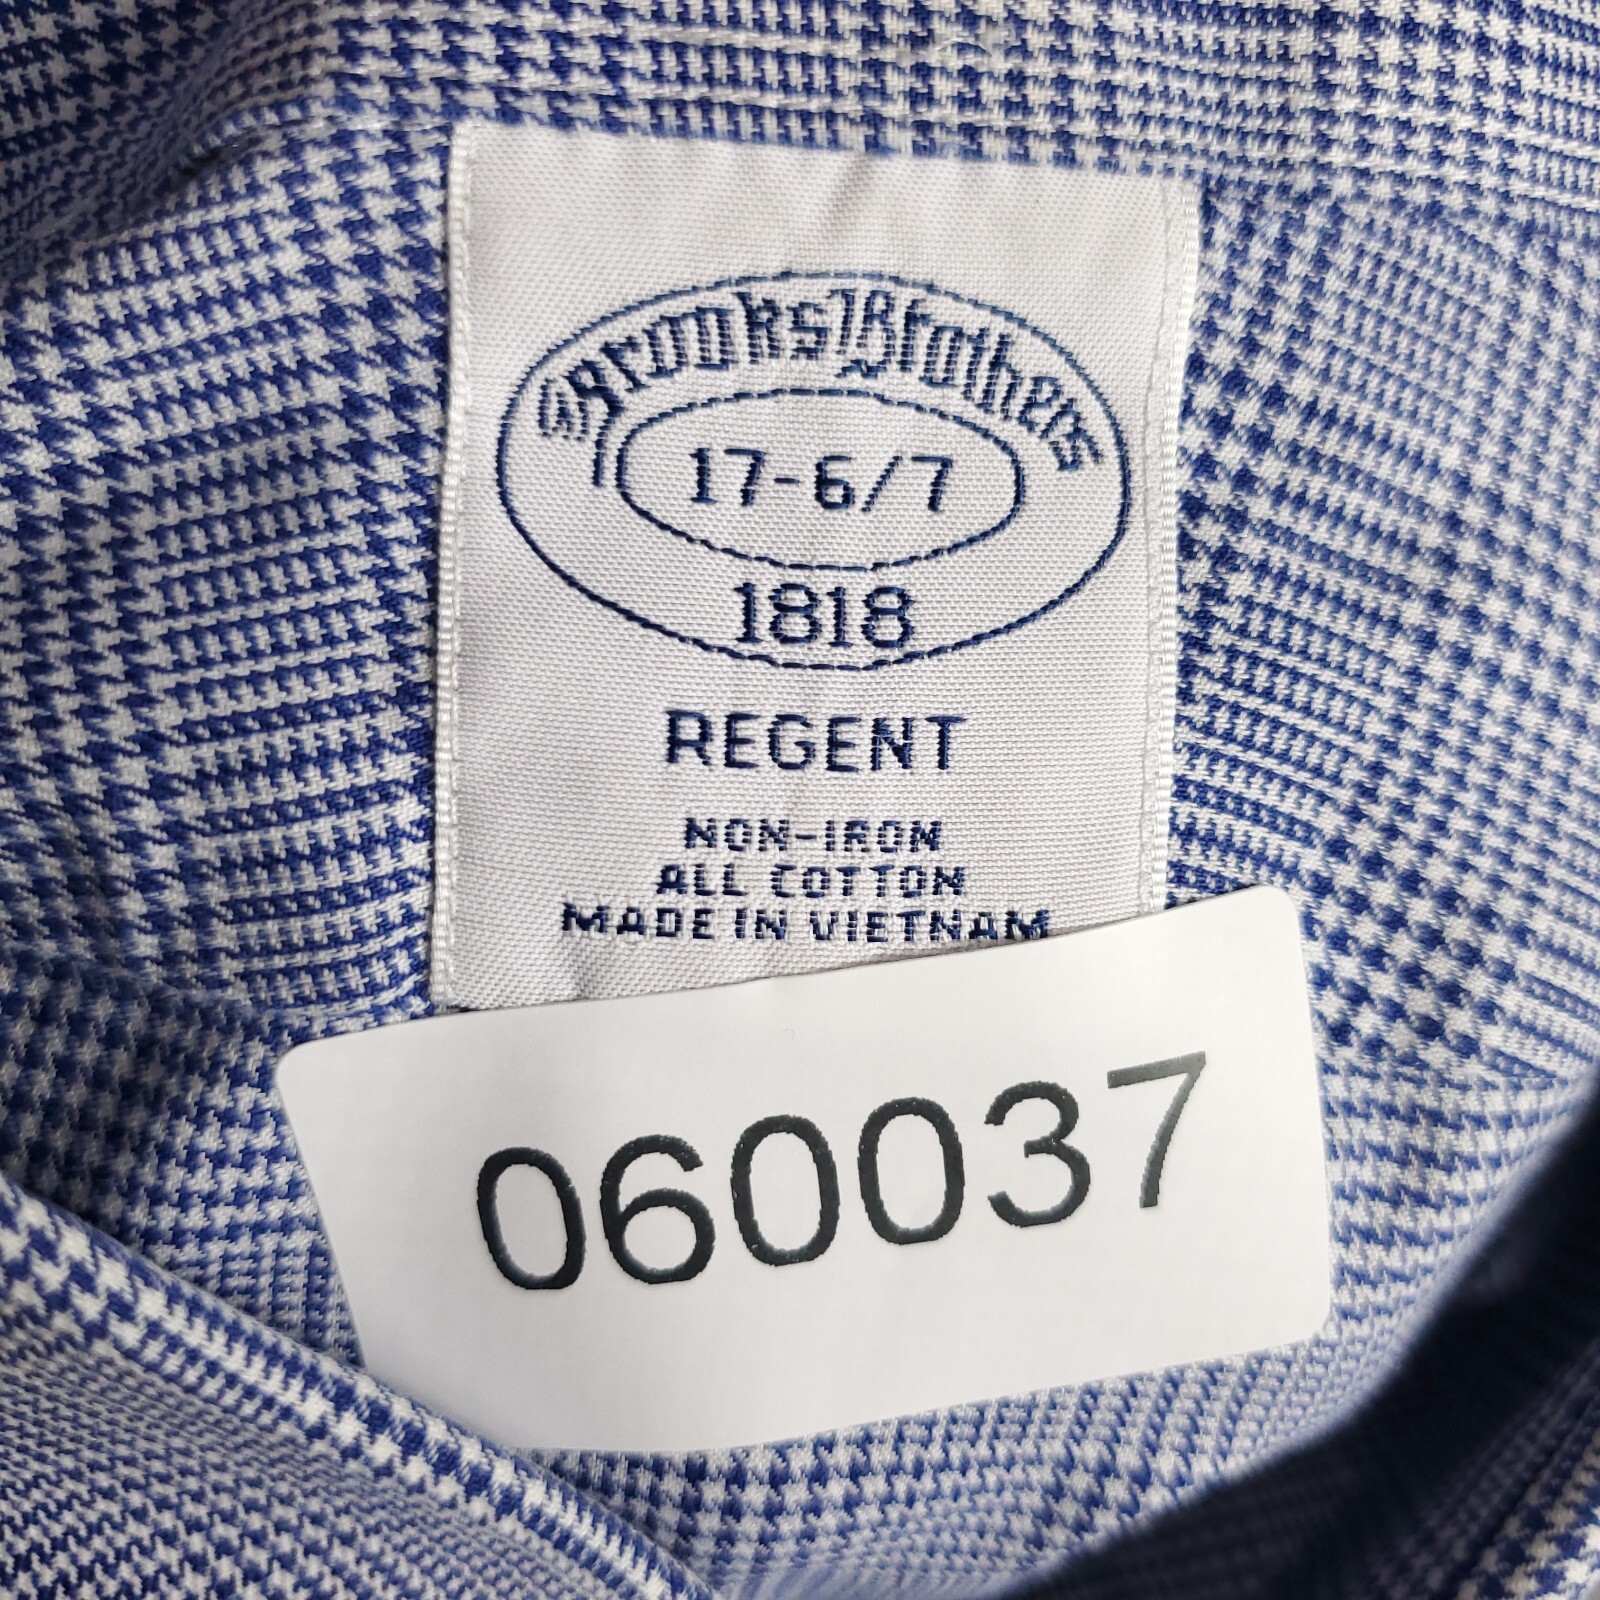 Brooks Brothers
17-6/7
1818
REGENT
NON-IRON
ALL COTTON
MADE IN VIETNAM
060037